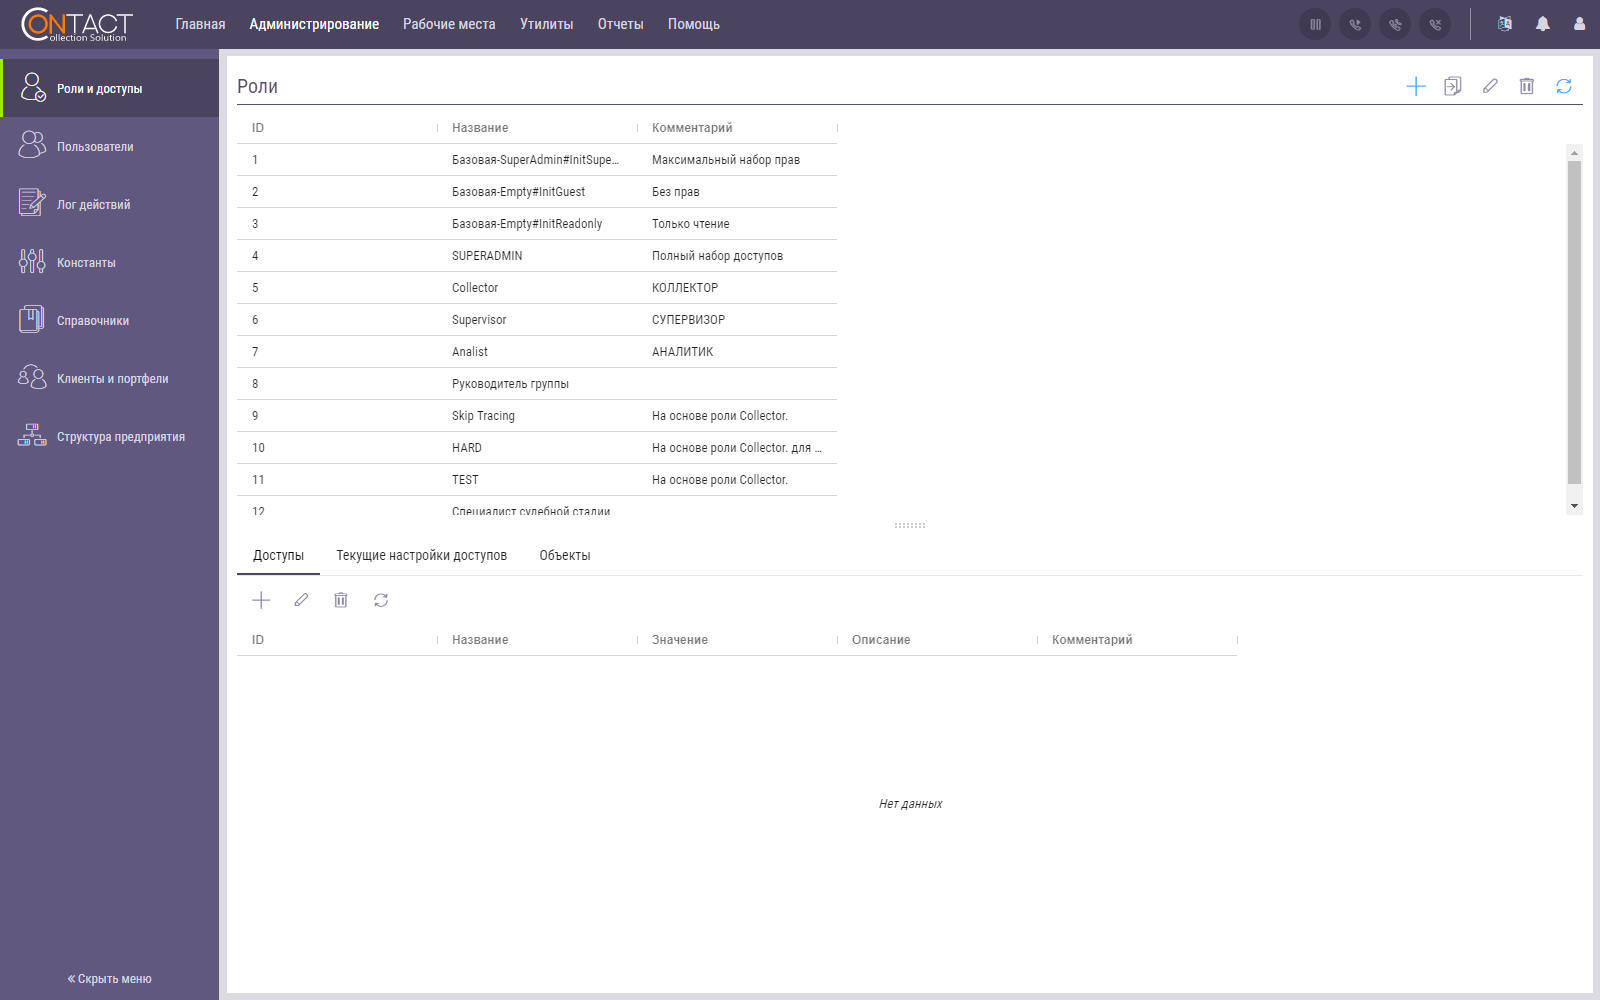 CONTACT
ollection Solution
Главная Администрирование Рабочие места Утилиты Отчеты Помощь
Роли и доступы
Пользователи
Лог действий
Константы
Справочники
Клиенты и портфели
Структура предприятия
« Скрыть меню
Роли
ID Название Комментарий
1 Базовая-SuperAdmin#InitSupe... Максимальный набор прав
2 Базовая-Empty#InitGuest Без прав
3 Базовая-Empty#InitReadonly Только чтение
4 SUPERADMIN Полный набор доступов
5 Collector КОЛЛЕКТОР
6 Supervisor СУПЕРВИЗОР
7 Analist АНАЛИТИК
8 Руководитель группы
9 Skip Tracing На основе роли Collector.
10 HARD На основе роли Collector. для ...
11 TEST На основе роли Collector.
12 Специалист судебной стадии
Доступы Текущие настройки доступов Объекты
ID Название Значение Описание Комментарий
Нет данных